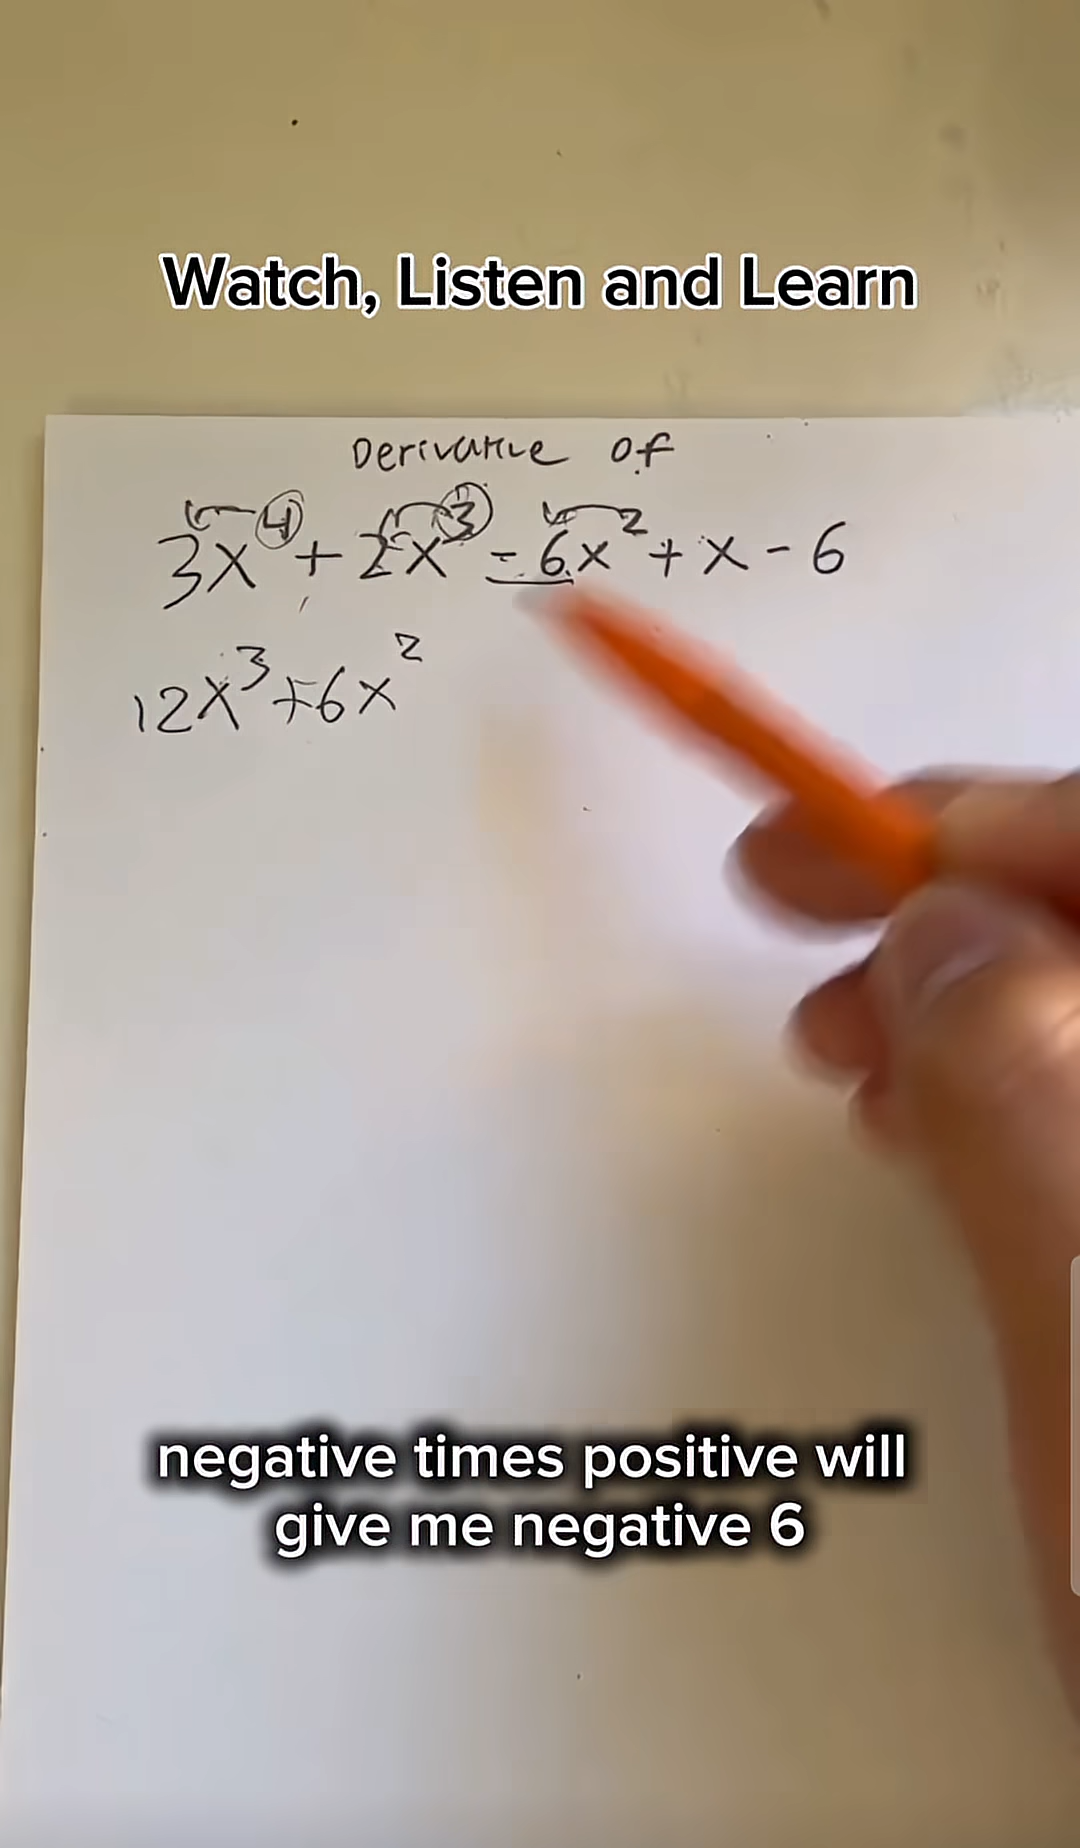 Watch, Listen and Learn
Derivative of
3x⁴ + 2x³ - 6x² + x - 6
12x³ + 6x²
negative times positive will
give me negative 6